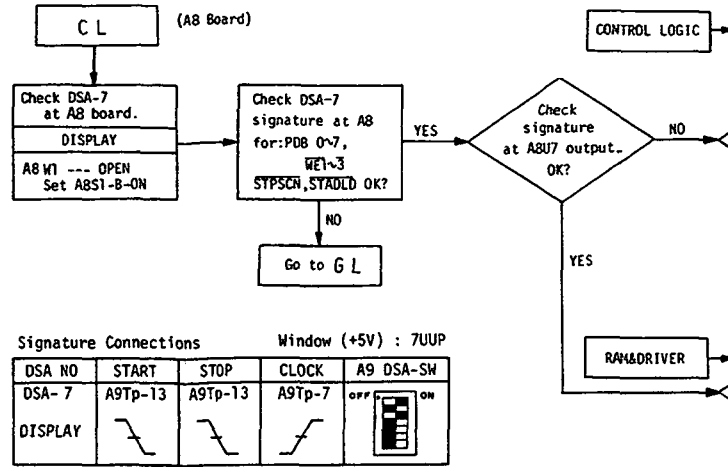 C L
(A8 Board)
CONTROL LOGIC
Check DSA-7
at A8 board.
DISPLAY
A8 W1 --- OPEN
Set A8S1-B-ON
Check DSA-7
signature at A8
for:PDB 0~7,
WE1~3
STPSCN,STADLD OK?
YES
Check
signature
at A8U7 output.
OK?
NO
NO
Go to G L
YES
RAM&DRIVER
Signature Connections
Window (+5V) : 7UUP
DSA NO START STOP CLOCK A9 DSA-SW
DSA-7 A9Tp-13 A9Tp-13 A9Tp-7 OFF ON
DISPLAY